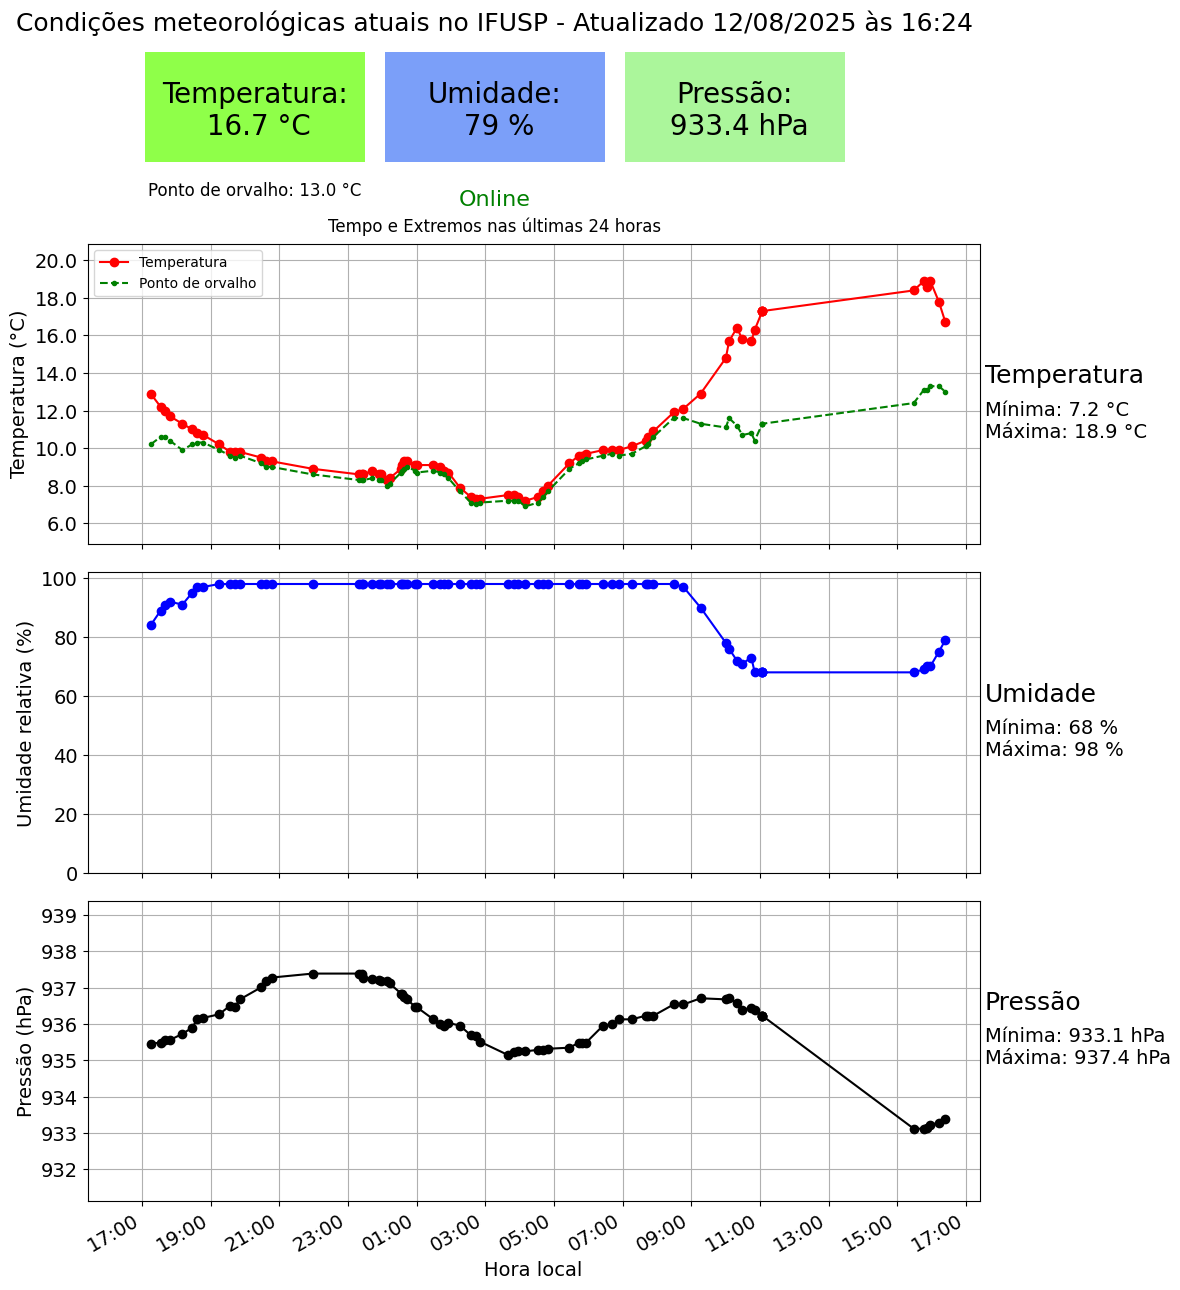 Condições meteorológicas atuais no IFUSP - Atualizado 12/08/2025 às 16:24
Temperatura:
16.7 °C
Umidade:
79 %
Pressão:
933.4 hPa
Ponto de orvalho: 13.0 °C
Online
Tempo e Extremos nas últimas 24 horas
Temperatura
Ponto de orvalho
Temperatura (°C)
20.0
18.0
16.0
14.0
12.0
10.0
8.0
6.0
Temperatura
Mínima: 7.2 °C
Máxima: 18.9 °C
Umidade relativa (%)
100
80
60
40
20
0
Umidade
Mínima: 68 %
Máxima: 98 %
Pressão (hPa)
939
938
937
936
935
934
933
932
Pressão
Mínima: 933.1 hPa
Máxima: 937.4 hPa
17:00
19:00
21:00
23:00
01:00
03:00
05:00
07:00
09:00
11:00
13:00
15:00
17:00
Hora local